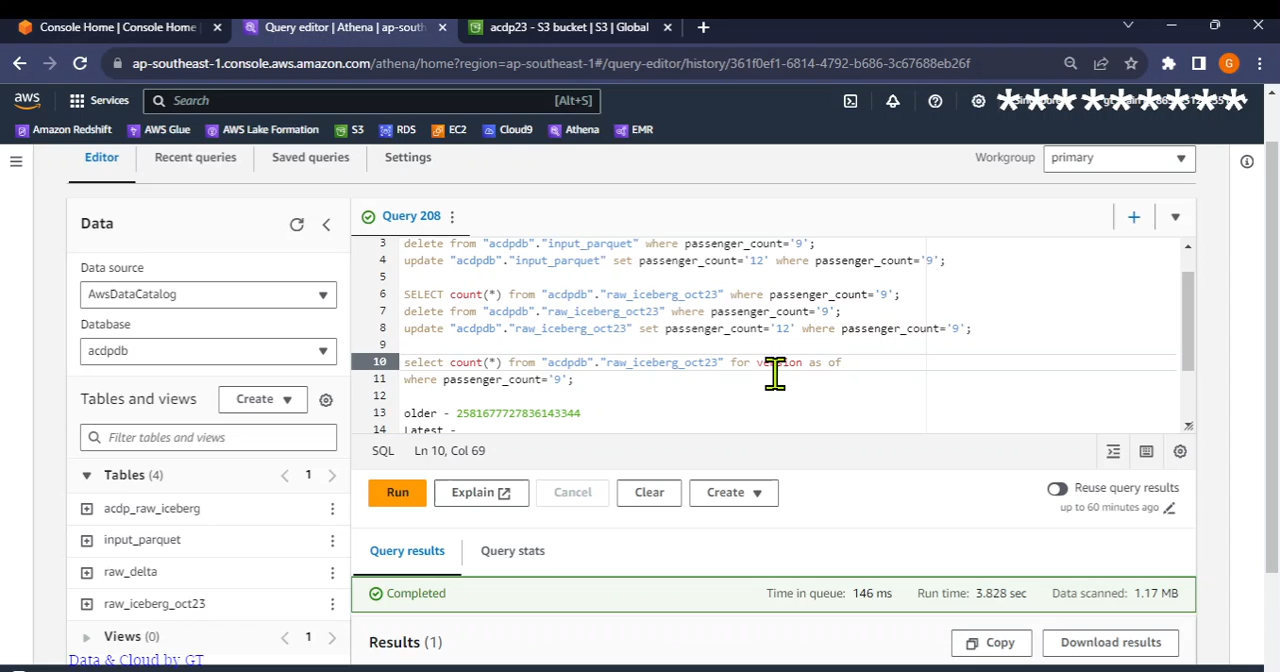 Console Home | Console Home
Query editor | Athena | ap-south
acdp23 - S3 bucket | S3 | Global
ap-southeast-1.console.aws.amazon.com/athena/home?region=ap-southeast-1#/query-editor/history/361f0ef1-6814-4792-b686-3c67688eb26f
G
aws
Services
Search
[Alt+S]
*********
Amazon Redshift
AWS Glue
AWS Lake Formation
S3
RDS
EC2
Cloud9
Athena
EMR
Editor
Recent queries
Saved queries
Settings
Workgroup
primary
Data
Data source
AwsDataCatalog
Database
acdpdb
Tables and views
Create
Filter tables and views
Tables (4)
1
acdp_raw_iceberg
input_parquet
raw_delta
raw_iceberg_oct23
Views (0)
1
Data & Cloud by GT
Query 208
3 delete from "acdpdb"."input_parquet" where passenger_count='9';
4 update "acdpdb"."input_parquet" set passenger_count='12' where passenger_count='9';
5
6 SELECT count(*) from "acdpdb"."raw_iceberg_oct23" where passenger_count='9';
7 delete from "acdpdb"."raw_iceberg_oct23" where passenger_count='9';
8 update "acdpdb"."raw_iceberg_oct23" set passenger_count='12' where passenger_count='9';
9
10 select count(*) from "acdpdb"."raw_iceberg_oct23" for version as of
11 where passenger_count='9';
12
13 older - 2581677727836143344
14 Latest -
SQL
Ln 10, Col 69
Run
Explain
Cancel
Clear
Create
Reuse query results
up to 60 minutes ago
Query results
Query stats
Completed
Time in queue: 146 ms
Run time: 3.828 sec
Data scanned: 1.17 MB
Results (1)
Copy
Download results